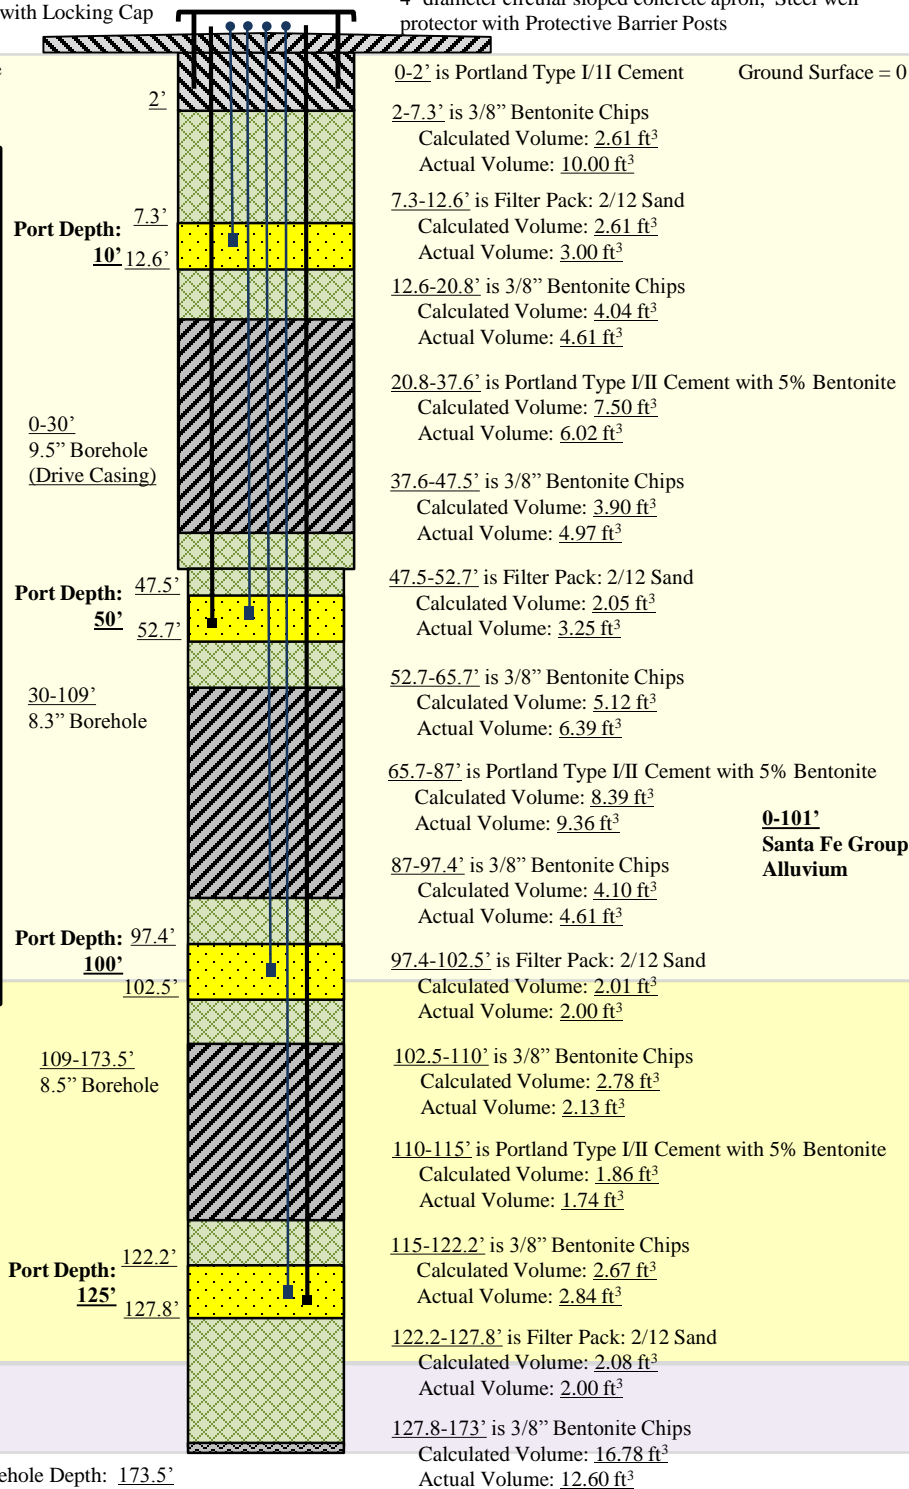 with Locking Cap
4’ diameter circular sloped concrete apron, Steel well
protector with Protective Barrier Posts
0-2’ is Portland Type I/1I Cement
Ground Surface = 0
2’
2-7.3’ is 3/8” Bentonite Chips
Calculated Volume: 2.61 ft³
Actual Volume: 10.00 ft³
7.3’
Port Depth:
10’
12.6’
7.3-12.6’ is Filter Pack: 2/12 Sand
Calculated Volume: 2.61 ft³
Actual Volume: 3.00 ft³
12.6-20.8’ is 3/8” Bentonite Chips
Calculated Volume: 4.04 ft³
Actual Volume: 4.61 ft³
20.8-37.6’ is Portland Type I/II Cement with 5% Bentonite
Calculated Volume: 7.50 ft³
Actual Volume: 6.02 ft³
0-30’
9.5” Borehole
(Drive Casing)
37.6-47.5’ is 3/8” Bentonite Chips
Calculated Volume: 3.90 ft³
Actual Volume: 4.97 ft³
47.5’
Port Depth:
50’
52.7’
47.5-52.7’ is Filter Pack: 2/12 Sand
Calculated Volume: 2.05 ft³
Actual Volume: 3.25 ft³
52.7-65.7’ is 3/8” Bentonite Chips
Calculated Volume: 5.12 ft³
Actual Volume: 6.39 ft³
30-109’
8.3” Borehole
65.7-87’ is Portland Type I/II Cement with 5% Bentonite
Calculated Volume: 8.39 ft³
Actual Volume: 9.36 ft³
0-101’
Santa Fe Group
Alluvium
87-97.4’ is 3/8” Bentonite Chips
Calculated Volume: 4.10 ft³
Actual Volume: 4.61 ft³
Port Depth: 97.4’
100’
102.5’
97.4-102.5’ is Filter Pack: 2/12 Sand
Calculated Volume: 2.01 ft³
Actual Volume: 2.00 ft³
109-173.5’
8.5” Borehole
102.5-110’ is 3/8” Bentonite Chips
Calculated Volume: 2.78 ft³
Actual Volume: 2.13 ft³
110-115’ is Portland Type I/II Cement with 5% Bentonite
Calculated Volume: 1.86 ft³
Actual Volume: 1.74 ft³
115-122.2’ is 3/8” Bentonite Chips
Calculated Volume: 2.67 ft³
Actual Volume: 2.84 ft³
122.2’
Port Depth:
125’
127.8’
122.2-127.8’ is Filter Pack: 2/12 Sand
Calculated Volume: 2.08 ft³
Actual Volume: 2.00 ft³
127.8-173’ is 3/8” Bentonite Chips
Calculated Volume: 16.78 ft³
Actual Volume: 12.60 ft³
ehole Depth: 173.5’